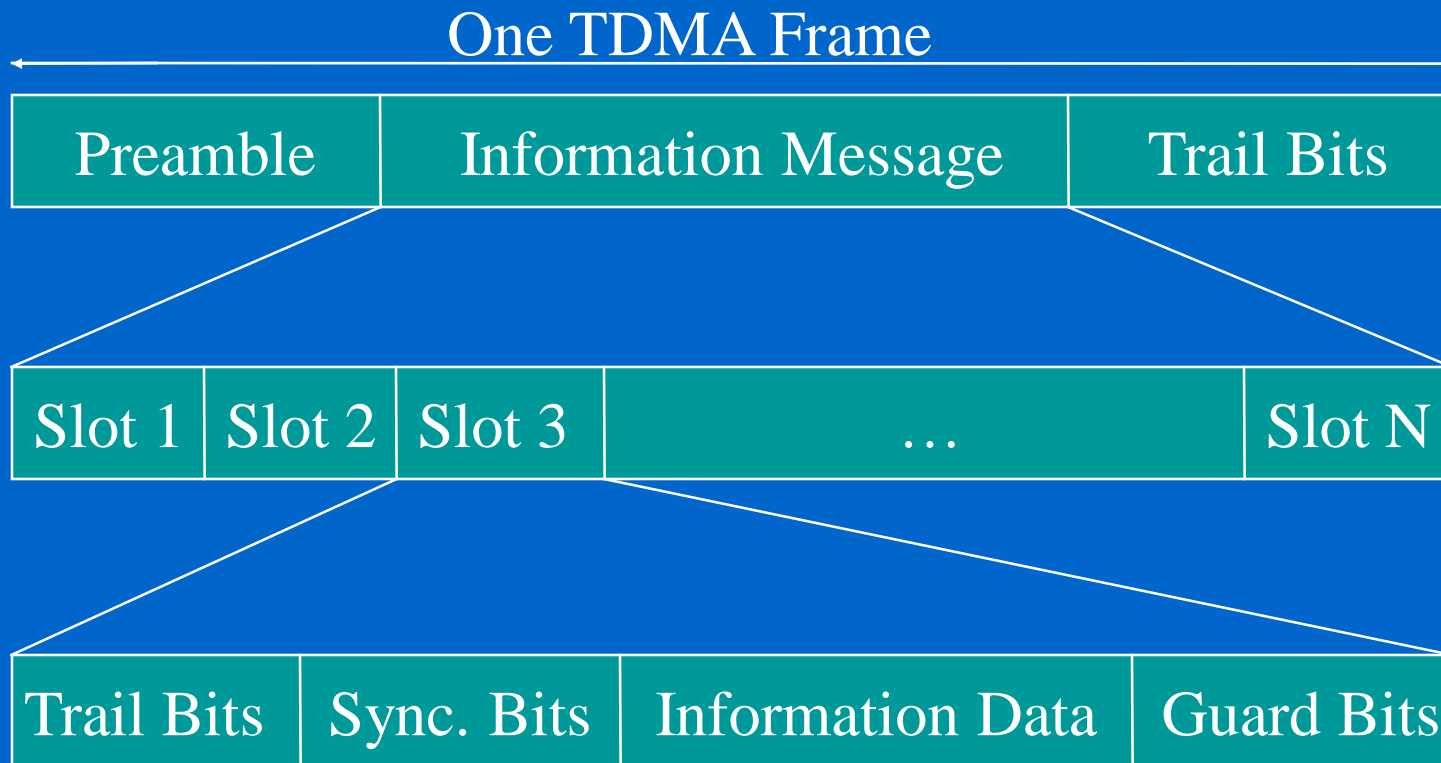 One TDMA Frame
Preamble Information Message Trail Bits
Slot 1 Slot 2 Slot 3 … Slot N
Trail Bits Sync. Bits Information Data Guard Bits